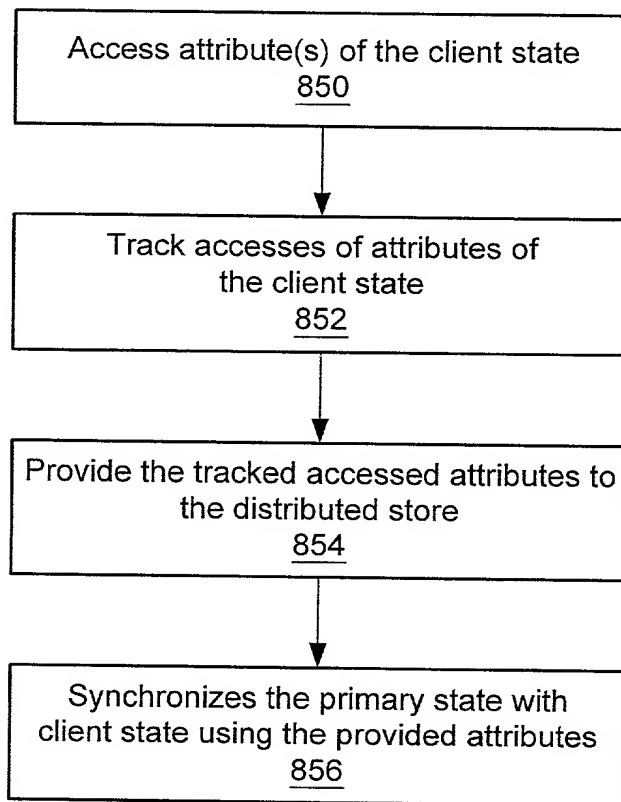 Access attribute(s) of the client state
850
Track accesses of attributes of
the client state
852
Provide the tracked accessed attributes to
the distributed store
854
Synchronizes the primary state with
client state using the provided attributes
856